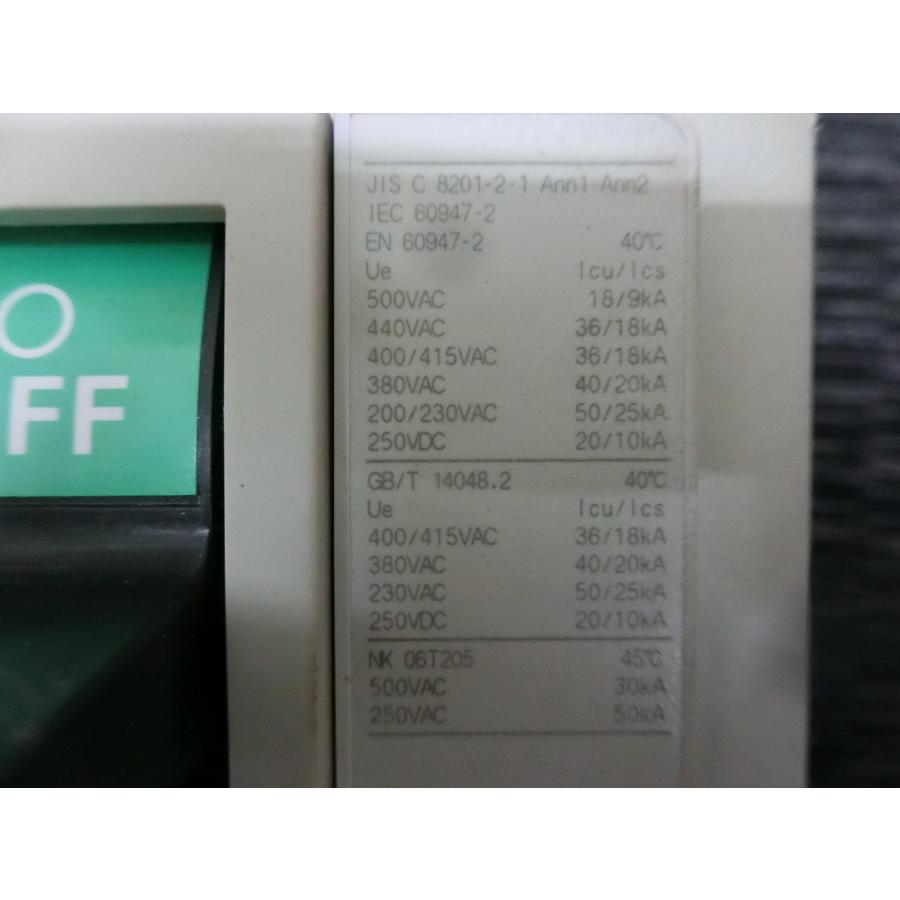 OFF
JIS C 8201-2-1 Ann1 Ann2
IEC 60947-2
EN 60947-2 40℃
Ue Icu/Ics
500VAC 18/9kA
440VAC 36/18kA
400/415VAC 36/18kA
380VAC 40/20kA
200/230VAC 50/25kA
250VDC 20/10kA
GB/T 14048.2 40℃
Ue Icu/Ics
400/415VAC 36/18kA
380VAC 40/20kA
230VAC 50/25kA
250VDC 20/10kA
NK 06T205 45℃
500VAC 30kA
250VAC 50kA